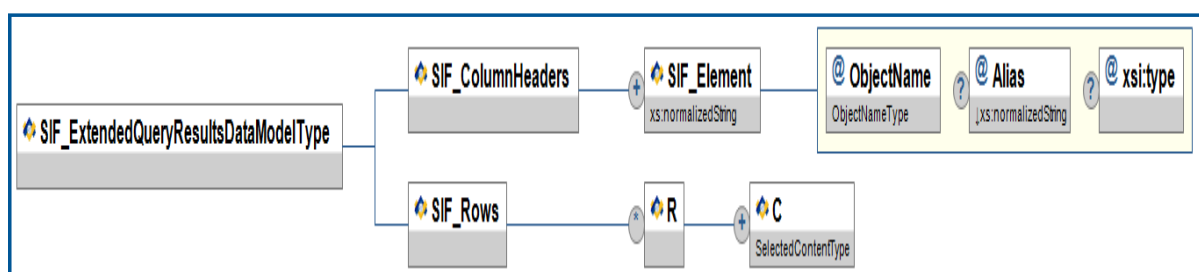 SIF_ColumnHeaders
SIF_Element
xs:normalizedString
@ ObjectName
ObjectNameType
? @ Alias
↓xs:normalizedString
? @ xsi:type
+
SIF_ExtendedQueryResultsDataModelType
SIF_Rows
* R
+ C
SelectedContentType